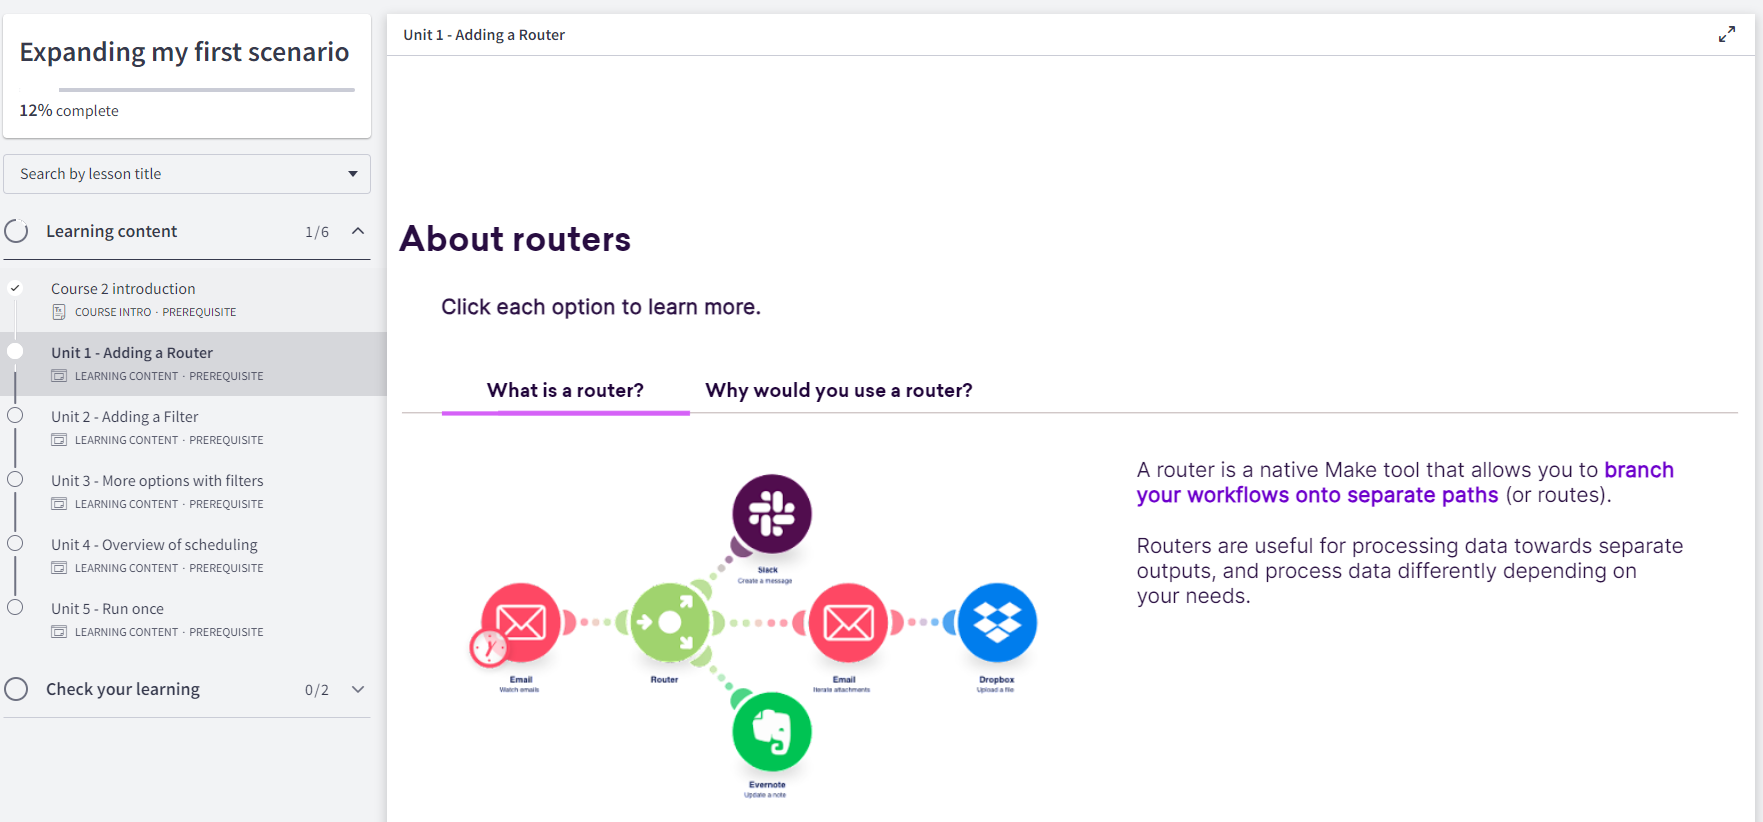 Expanding my first scenario
12% complete
Search by lesson title
Learning content 1/6
Course 2 introduction
COURSE INTRO · PREREQUISITE
Unit 1 - Adding a Router
LEARNING CONTENT · PREREQUISITE
Unit 2 - Adding a Filter
LEARNING CONTENT · PREREQUISITE
Unit 3 - More options with filters
LEARNING CONTENT · PREREQUISITE
Unit 4 - Overview of scheduling
LEARNING CONTENT · PREREQUISITE
Unit 5 - Run once
LEARNING CONTENT · PREREQUISITE
Check your learning 0/2
Unit 1 - Adding a Router
About routers
Click each option to learn more.
What is a router? Why would you use a router?
Slack
Create a message
Email
Watch emails
Router
Email
Iterate attachments
Dropbox
Upload a file
Evernote
Update a note
A router is a native Make tool that allows you to branch
your workflows onto separate paths (or routes).
Routers are useful for processing data towards separate
outputs, and process data differently depending on
your needs.